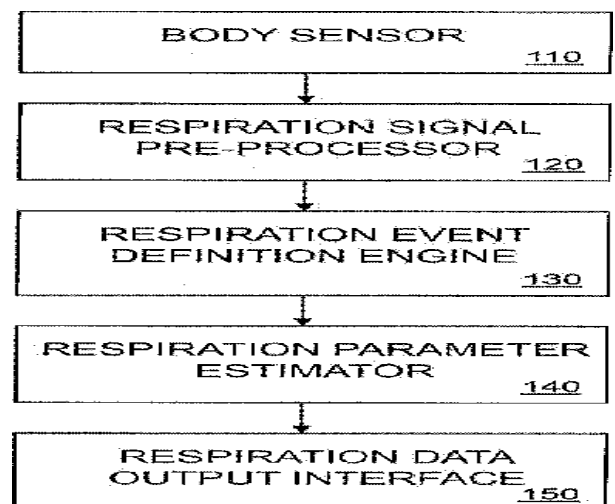 BODY SENSOR
110
RESPIRATION SIGNAL
PRE-PROCESSOR
120
RESPIRATION EVENT
DEFINITION ENGINE
130
RESPIRATION PARAMETER
ESTIMATOR
140
RESPIRATION DATA
OUTPUT INTERFACE
150